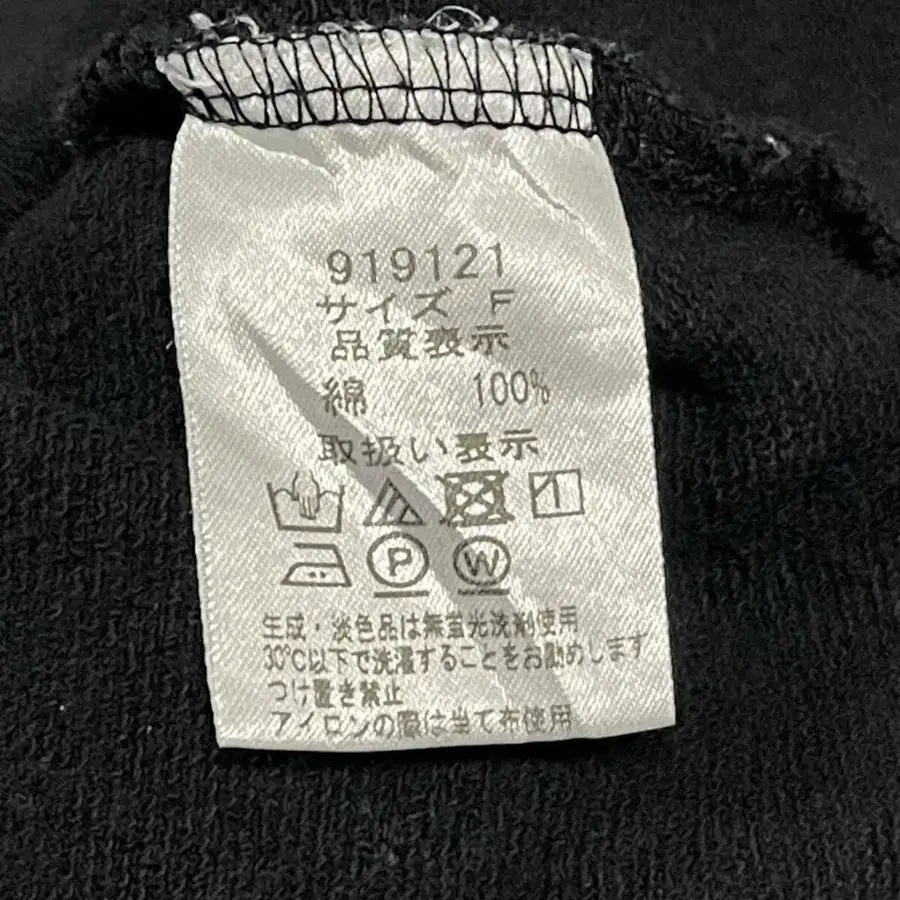 919121
サイズ F
品質表示
綿 100%
取扱い表示
P W
生成・淡色品は無蛍光洗剤使用
30℃以下で洗濯することをお勧めします
つけ置き禁止
アイロンの際は当て布使用